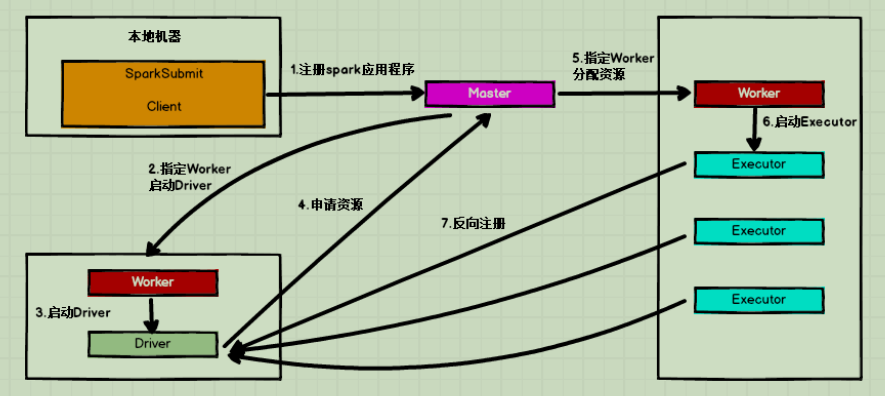 本地机器
SparkSubmit
Client
1.注册spark应用程序
Master
5.指定Worker
分配资源
Worker
6.启动Executor
Executor
2.指定Worker
启动Driver
4.申请资源
7.反向注册
Executor
Worker
3.启动Driver
Executor
Driver